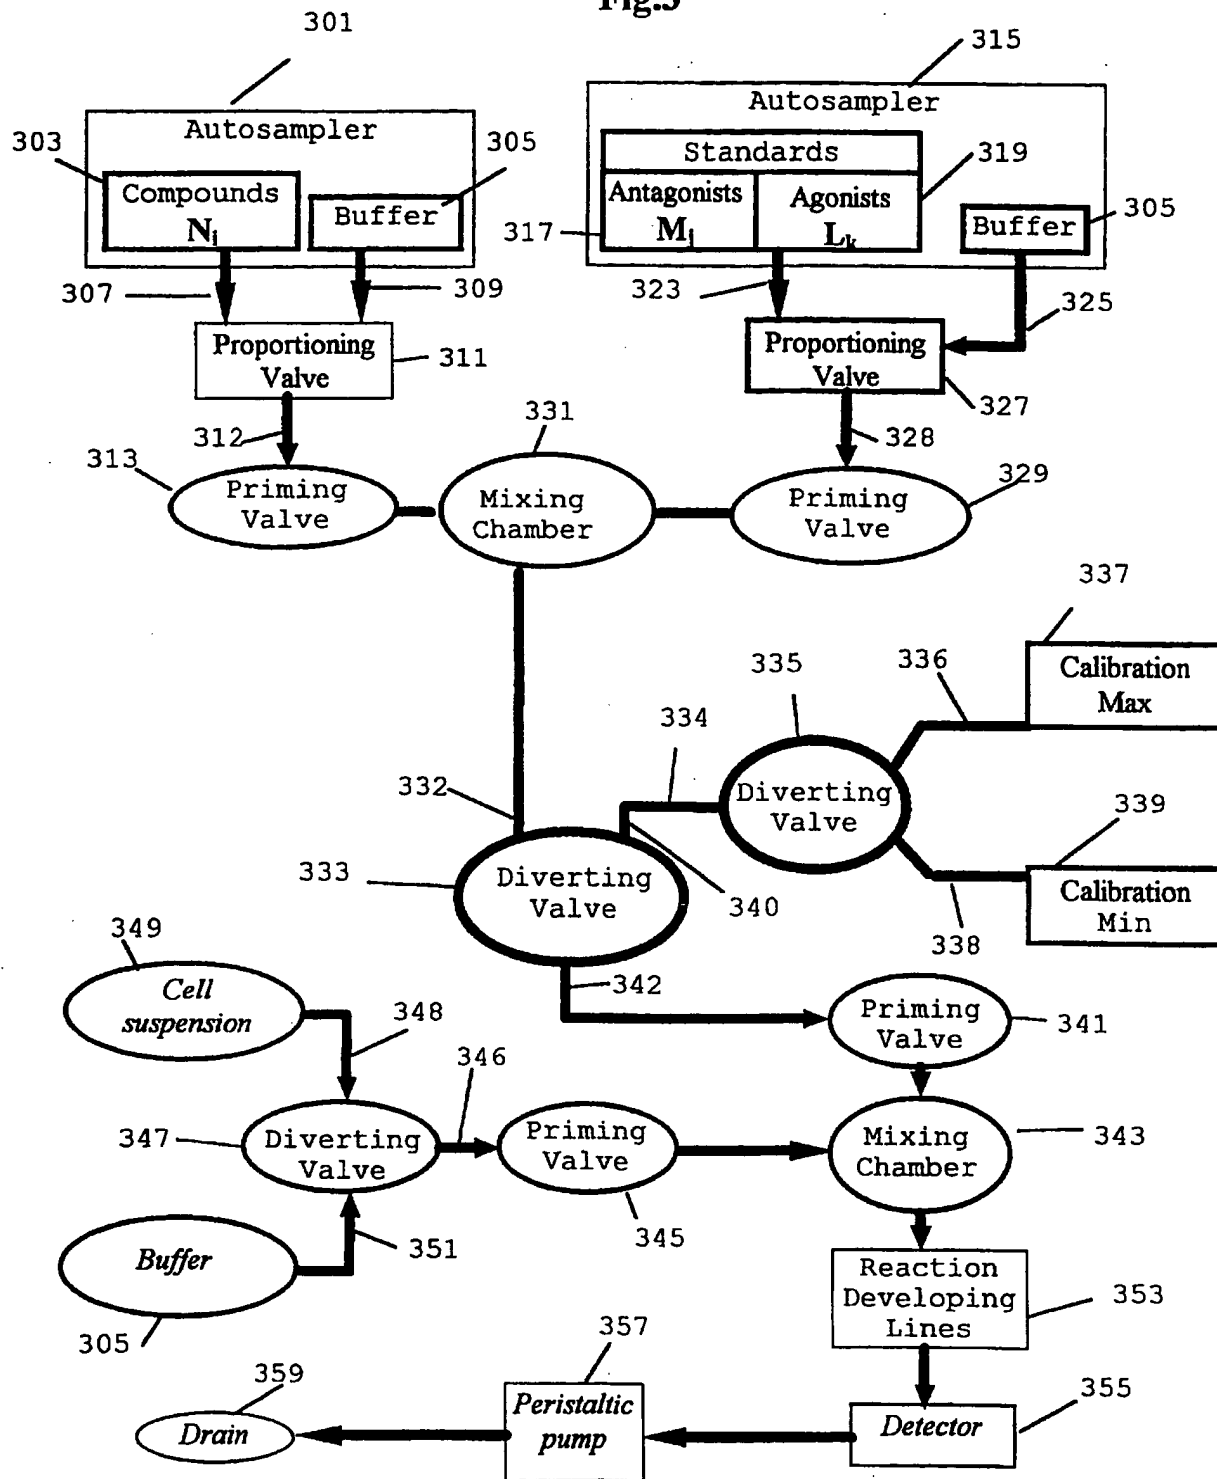 Fig.3
301
315
Autosampler
Autosampler
303
305
Standards
319
Compounds
Buffer
Antagonists
Agonists
305
Ni
317
Mj
Lk
Buffer
307
309
323
325
Proportioning
Valve
311
Proportioning
Valve
327
312
331
328
313
Priming
Valve
Mixing
Chamber
Priming
Valve
329
337
335
336
Calibration
Max
334
332
Diverting
Valve
339
333
Diverting
Valve
340
338
Calibration
Min
349
342
Cell
suspension
348
Priming
Valve
341
346
347
Diverting
Valve
Priming
Valve
Mixing
Chamber
343
345
351
Buffer
Reaction
Developing
Lines
353
305
357
359
355
Drain
Peristaltic
pump
Detector